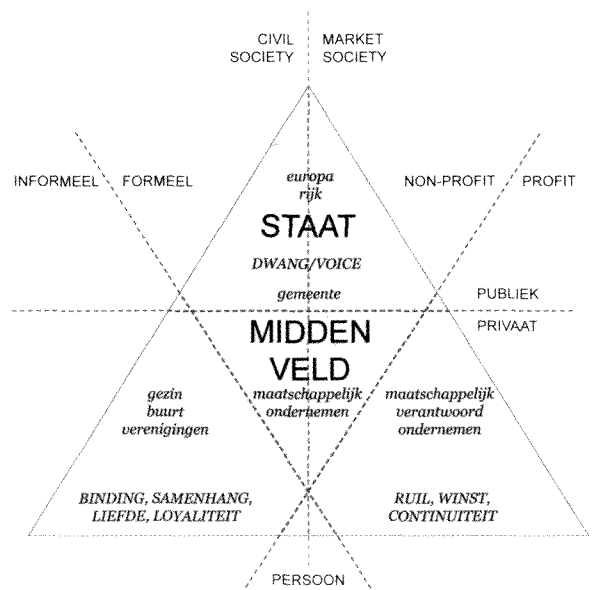 CIVIL SOCIETY
MARKET SOCIETY
INFORMEEL
FORMEEL
NON-PROFIT
PROFIT
europa
rijk
STAAT
DWANG/VOICE
gemeente
PUBLIEK
PRIVAAT
MIDDEN
VELD
maatschappelijk
ondernemen
gezin
buurt
verenigingen
maatschappelijk
verantwoord
ondernemen
BINDING, SAMENHANG,
LIEFDE, LOYALITEIT
RUIL, WINST,
CONTINUITEIT
PERSOON